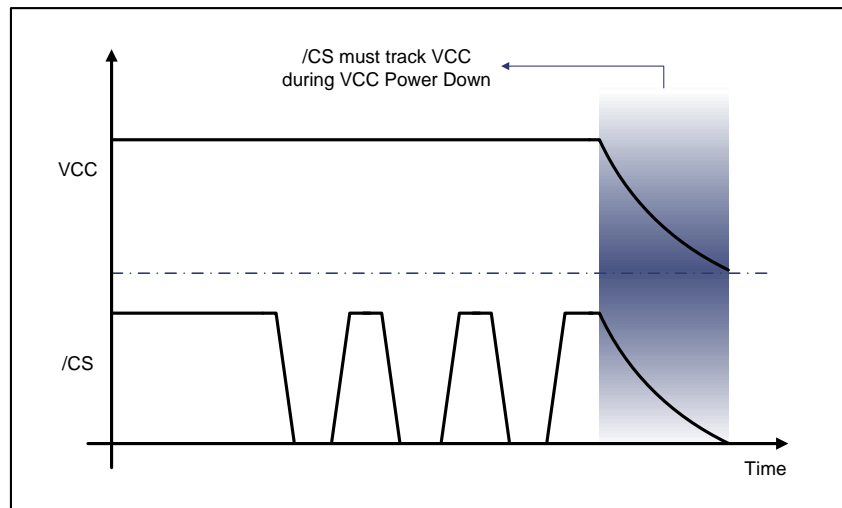 /CS must track VCC
during VCC Power Down
VCC
/CS
Time